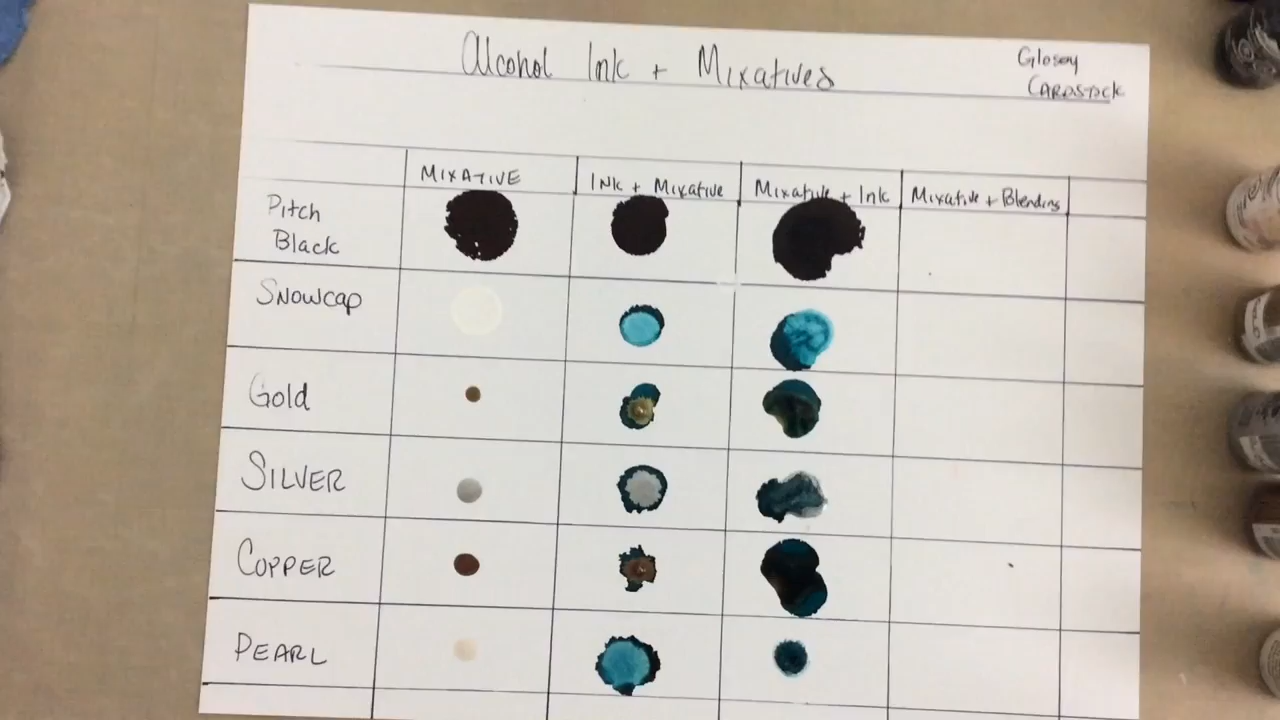 Alcohol Ink + Mixatives
Glossy
CARDSTOCK
MIXATIVE
INK + Mixative
Mixative + Ink
Mixative + Blending
Pitch
Black
SNOWCAP
Gold
SILVER
COPPER
PEARL